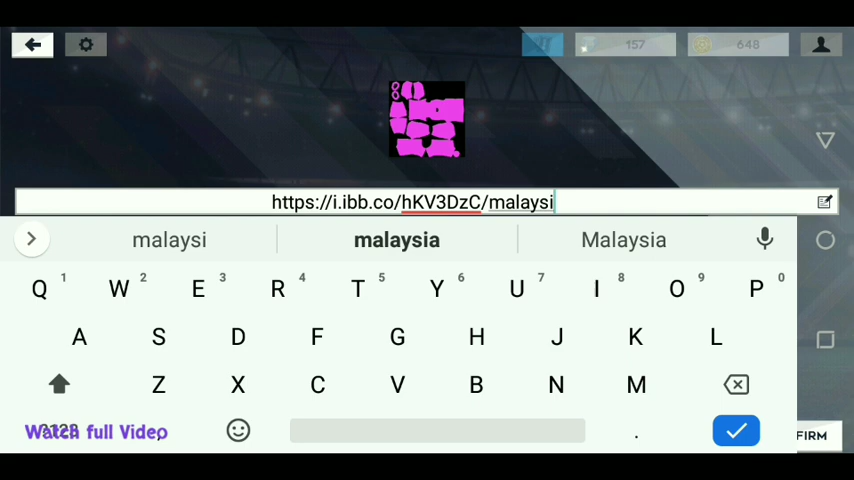 157 648
https://i.ibb.co/hKV3DzC/malaysi
malaysi malaysia Malaysia
Q 1 W 2 E 3 R 4 T 5 Y 6 U 7 I 8 O 9 P 0
A S D F G H J K L
Z X C V B N M
Watch full Video , .
FIRM